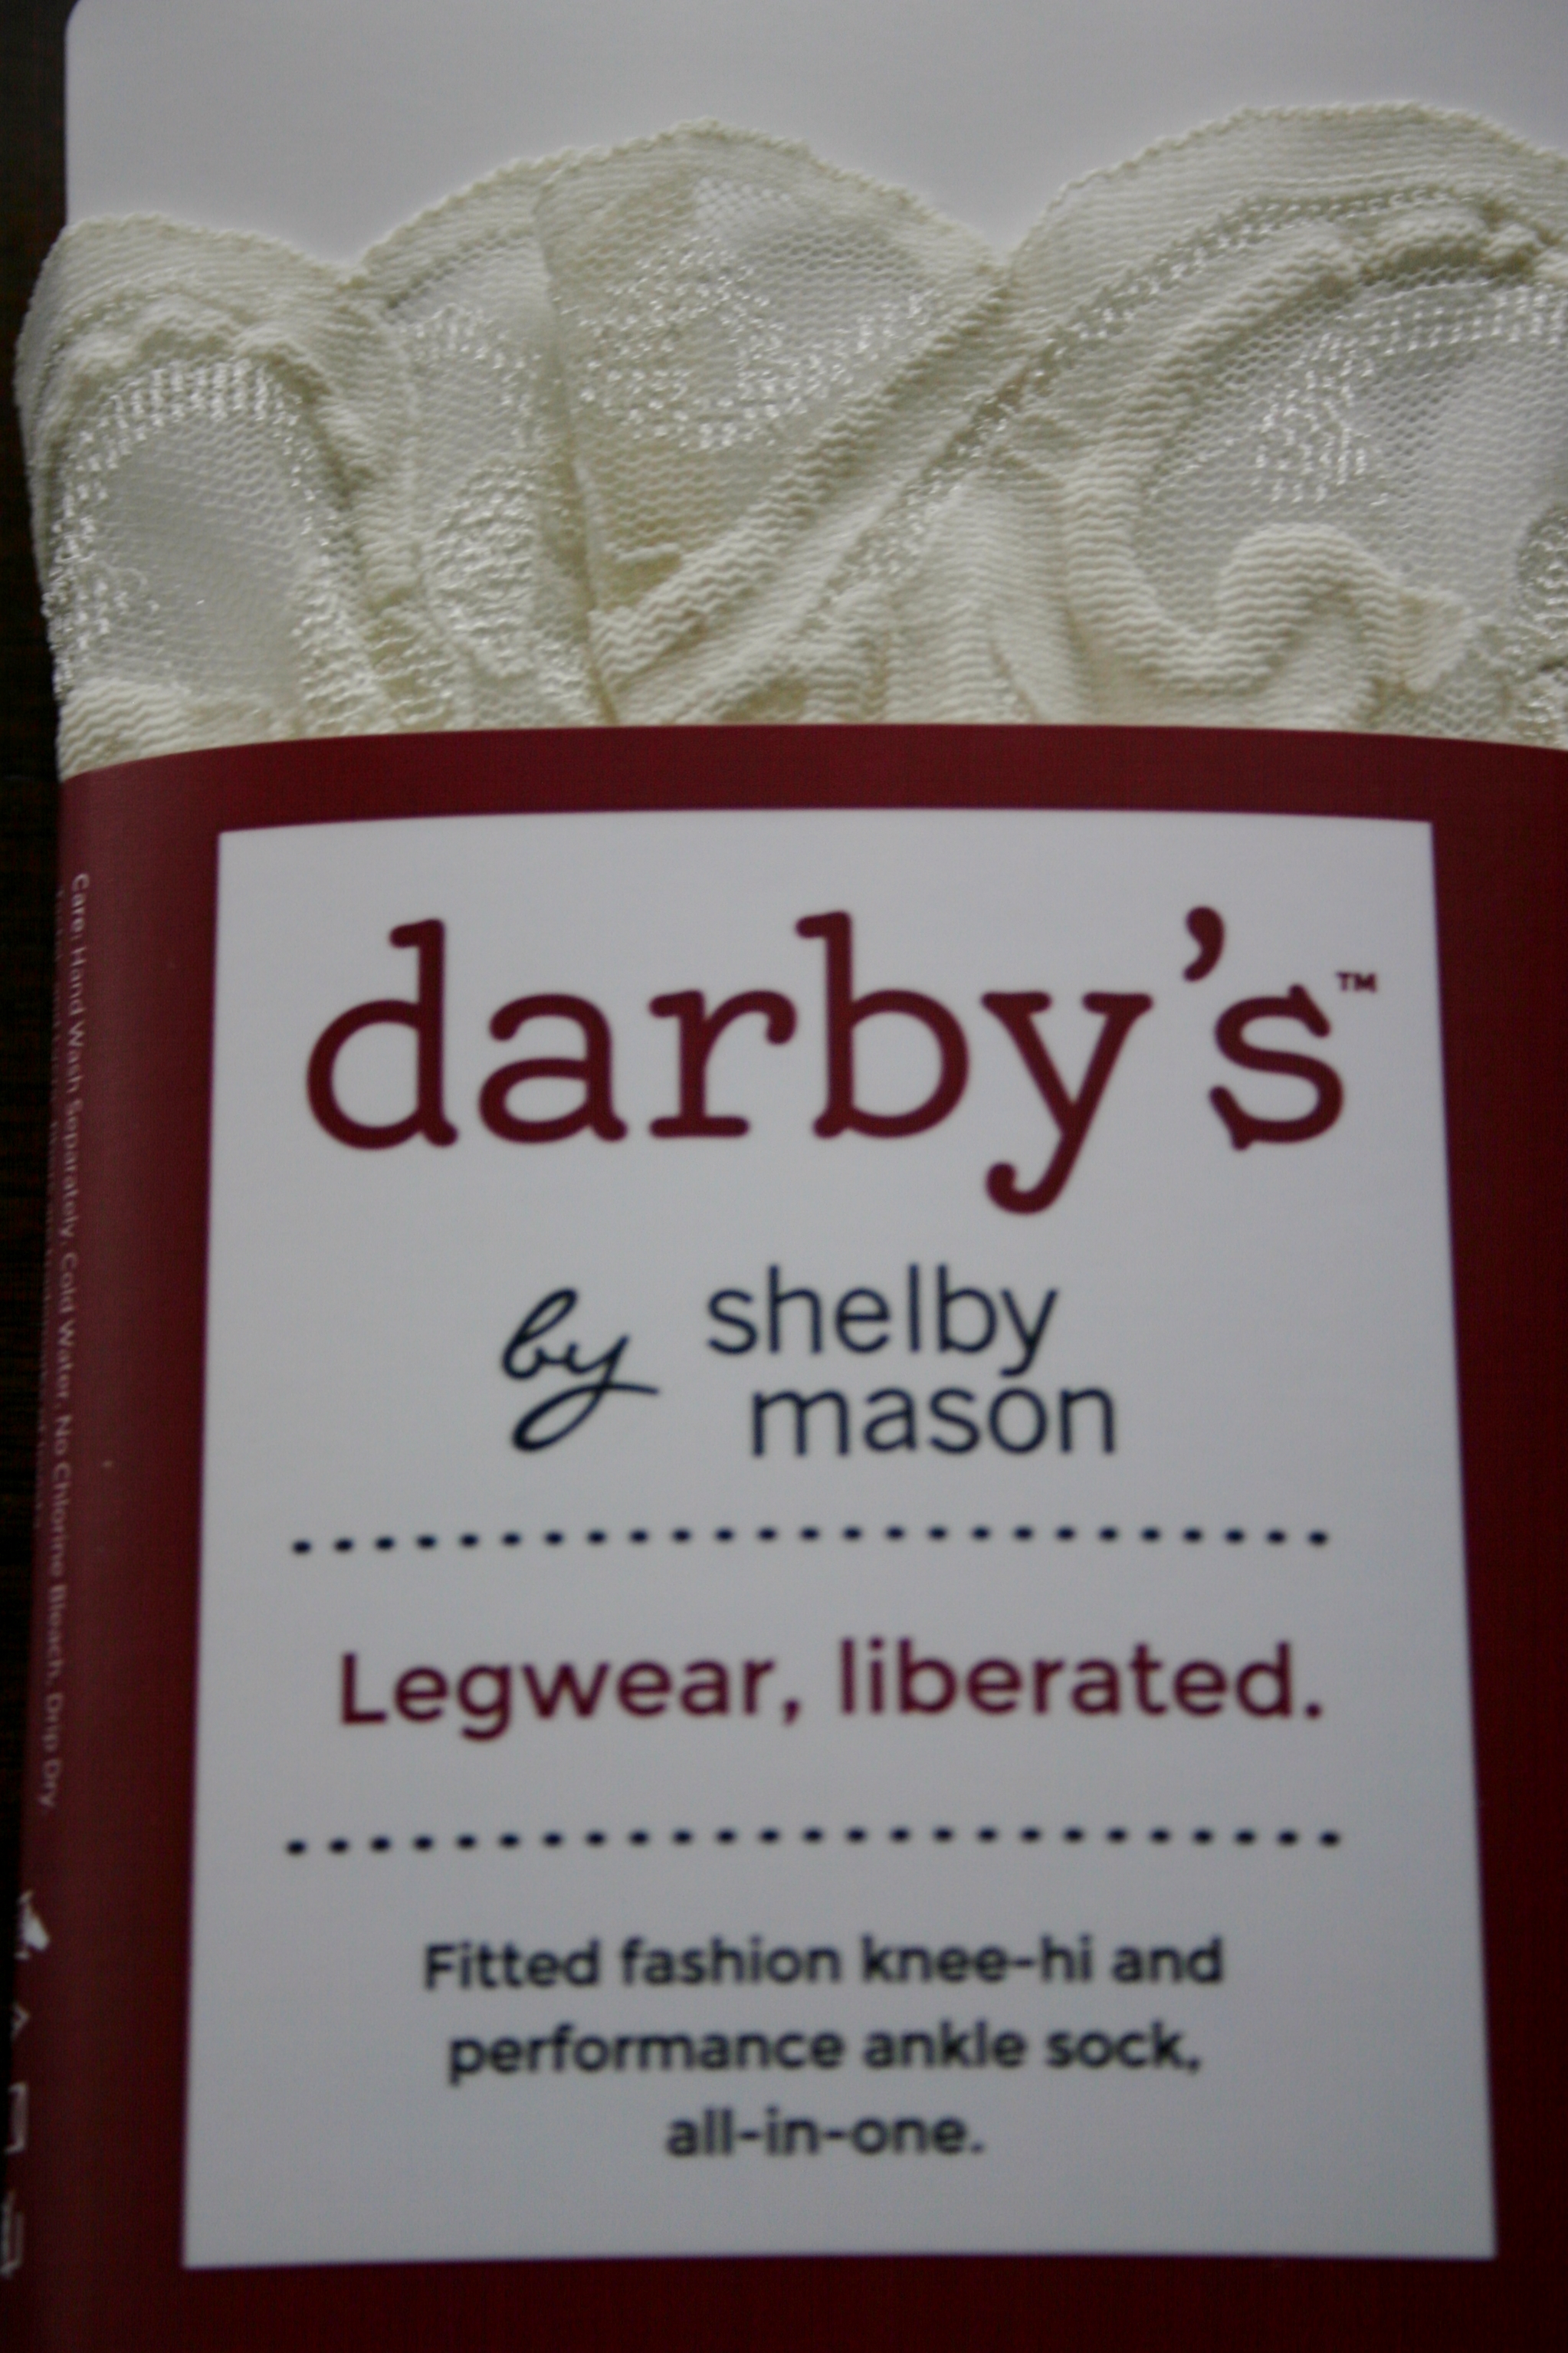 darby's™
by shelby
mason
Legwear, liberated.
Fitted fashion knee-hi and
performance ankle sock,
all-in-one.
Care: Hand Wash Separately, Cold Water, No Chlorine Bleach, Drip Dry.